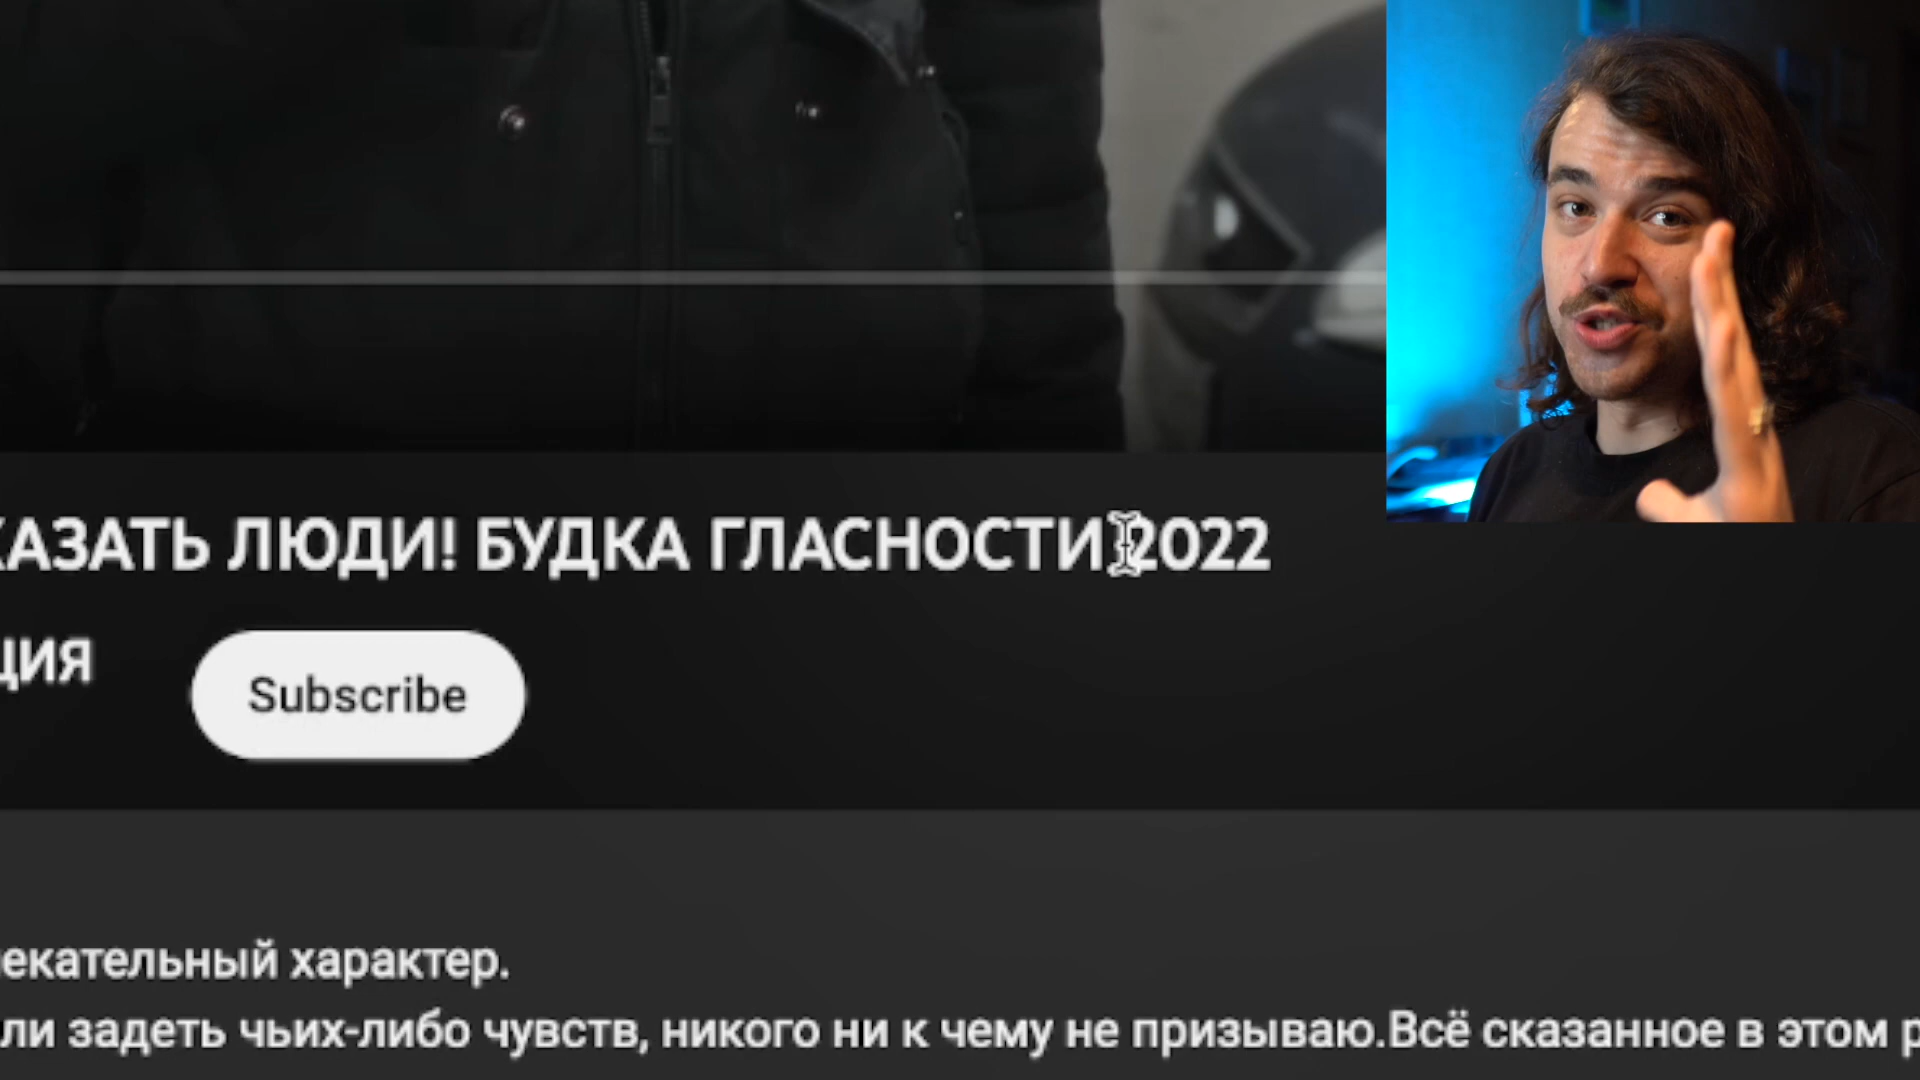 КАЗАТЬ ЛЮДИ! БУДКА ГЛАСНОСТИ 2022
ЦИЯ
Subscribe
лекательный характер.
ли задеть чьих-либо чувств, никого ни к чему не призываю.Всё сказанное в этом р